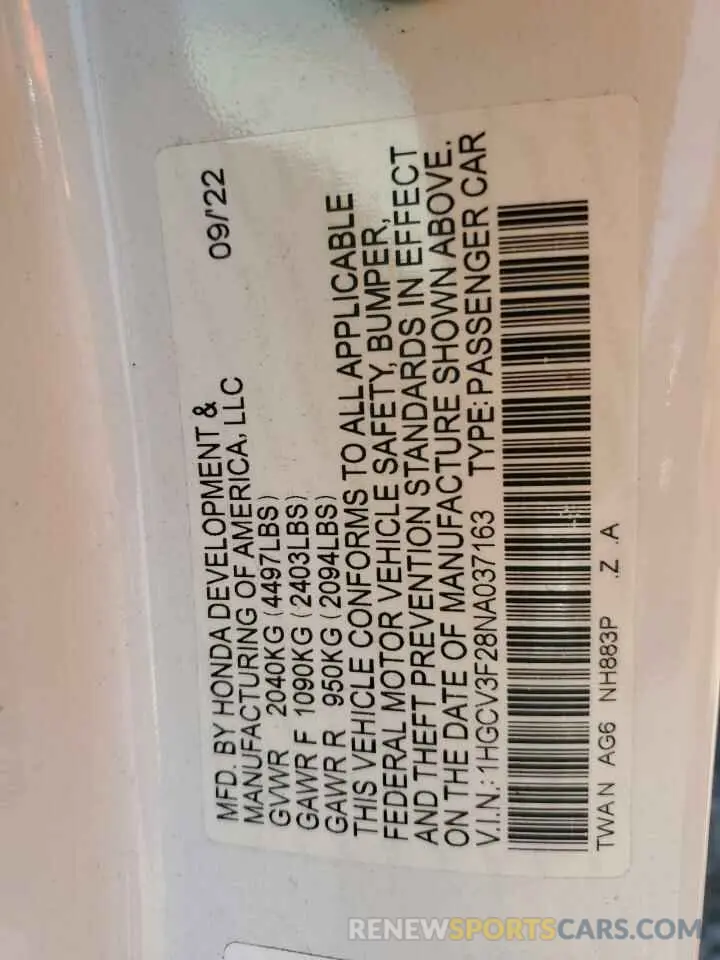 MFD. BY HONDA DEVELOPMENT &
MANUFACTURING OF AMERICA, LLC 09/'22
GVWR 2040KG (4497LBS)
GAWR F 1090KG (2403LBS)
GAWR R 950KG (2094LBS)
THIS VEHICLE CONFORMS TO ALL APPLICABLE
FEDERAL MOTOR VEHICLE SAFETY, BUMPER,
AND THEFT PREVENTION STANDARDS IN EFFECT
ON THE DATE OF MANUFACTURE SHOWN ABOVE.
V.I.N.: 1HGCV3F28NA037163 TYPE: PASSENGER CAR
TWAN AG6 NH883P .Z .A
RENEWSPORTSCARS.COM